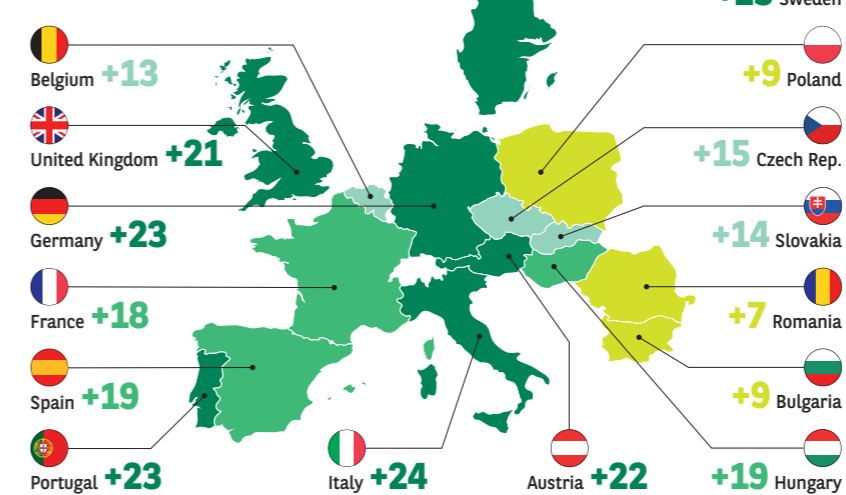 Sweden
Belgium +13
+9 Poland
United Kingdom +21
+15 Czech Rep.
Germany +23
+14 Slovakia
France +18
+7 Romania
Spain +19
+9 Bulgaria
Portugal +23
Italy +24
Austria +22
+19 Hungary